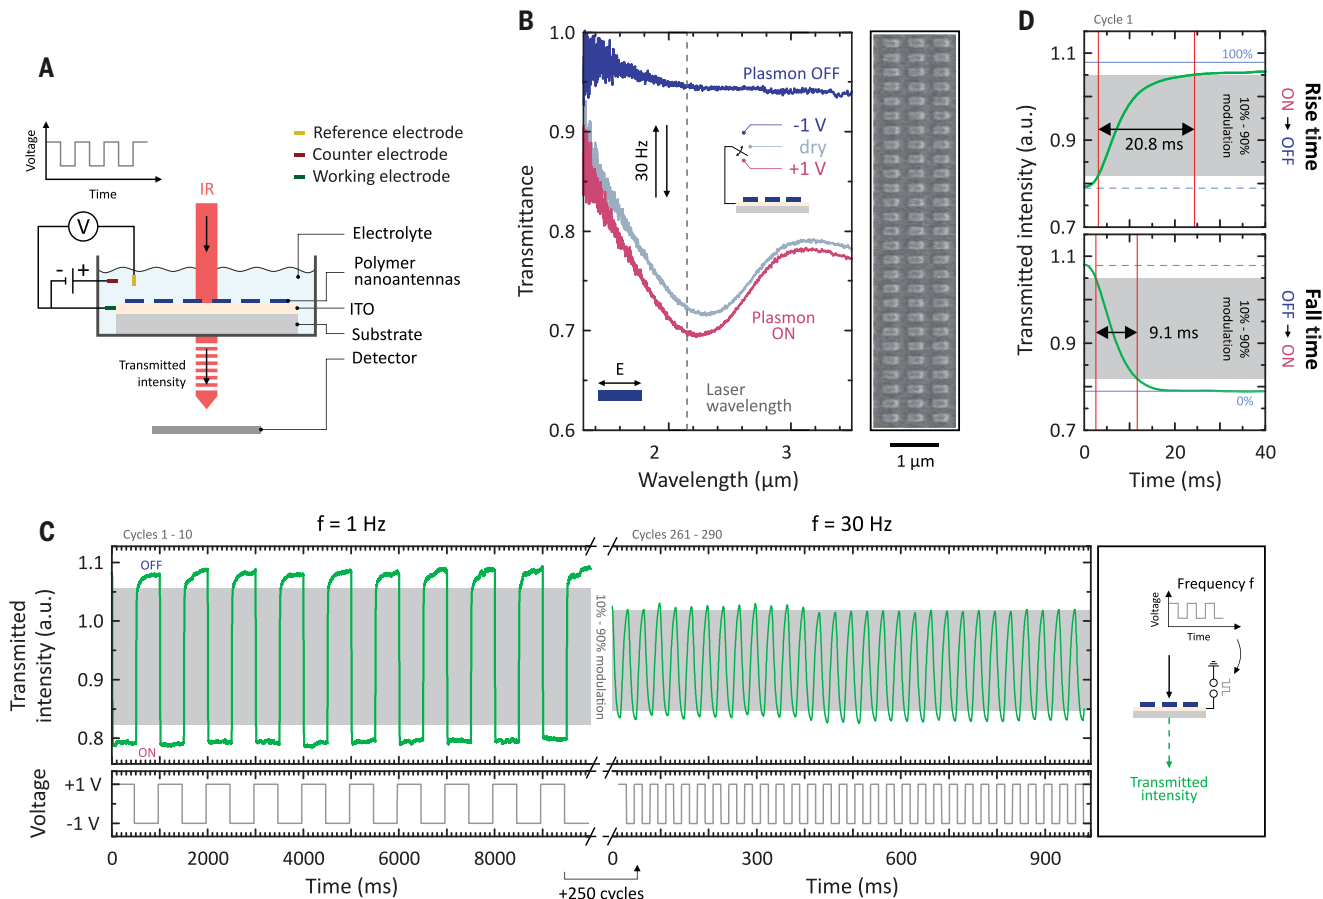 A
Voltage
Time
IR
Reference electrode
Counter electrode
Working electrode
V
- +
Electrolyte
Polymer
nanoantennas
ITO
Substrate
Detector
Transmitted
intensity
B
Transmittance
1.0
0.9
0.8
0.7
0.6
Plasmon OFF
30 Hz
-1 V
dry
+1 V
Plasmon
ON
E
Laser
wavelength
2
3
Wavelength (μm)
1 μm
D
Cycle 1
Transmitted intensity (a.u.)
1.1
0.9
0.7
100%
20.8 ms
10% - 90%
modulation
Rise time
ON → OFF
1.1
0.9
0.7
9.1 ms
10% - 90%
modulation
0%
Fall time
OFF → ON
0
20
40
Time (ms)
C
f = 1 Hz
f = 30 Hz
Cycles 1 - 10
Cycles 261 - 290
Transmitted
intensity (a.u.)
1.1
1.0
0.9
0.8
OFF
ON
10% - 90% modulation
Voltage
+1 V
-1 V
0
2000
4000
6000
8000
0
300
600
900
Time (ms)
+250 cycles
Time (ms)
Frequency f
Voltage
Time
Transmitted
intensity